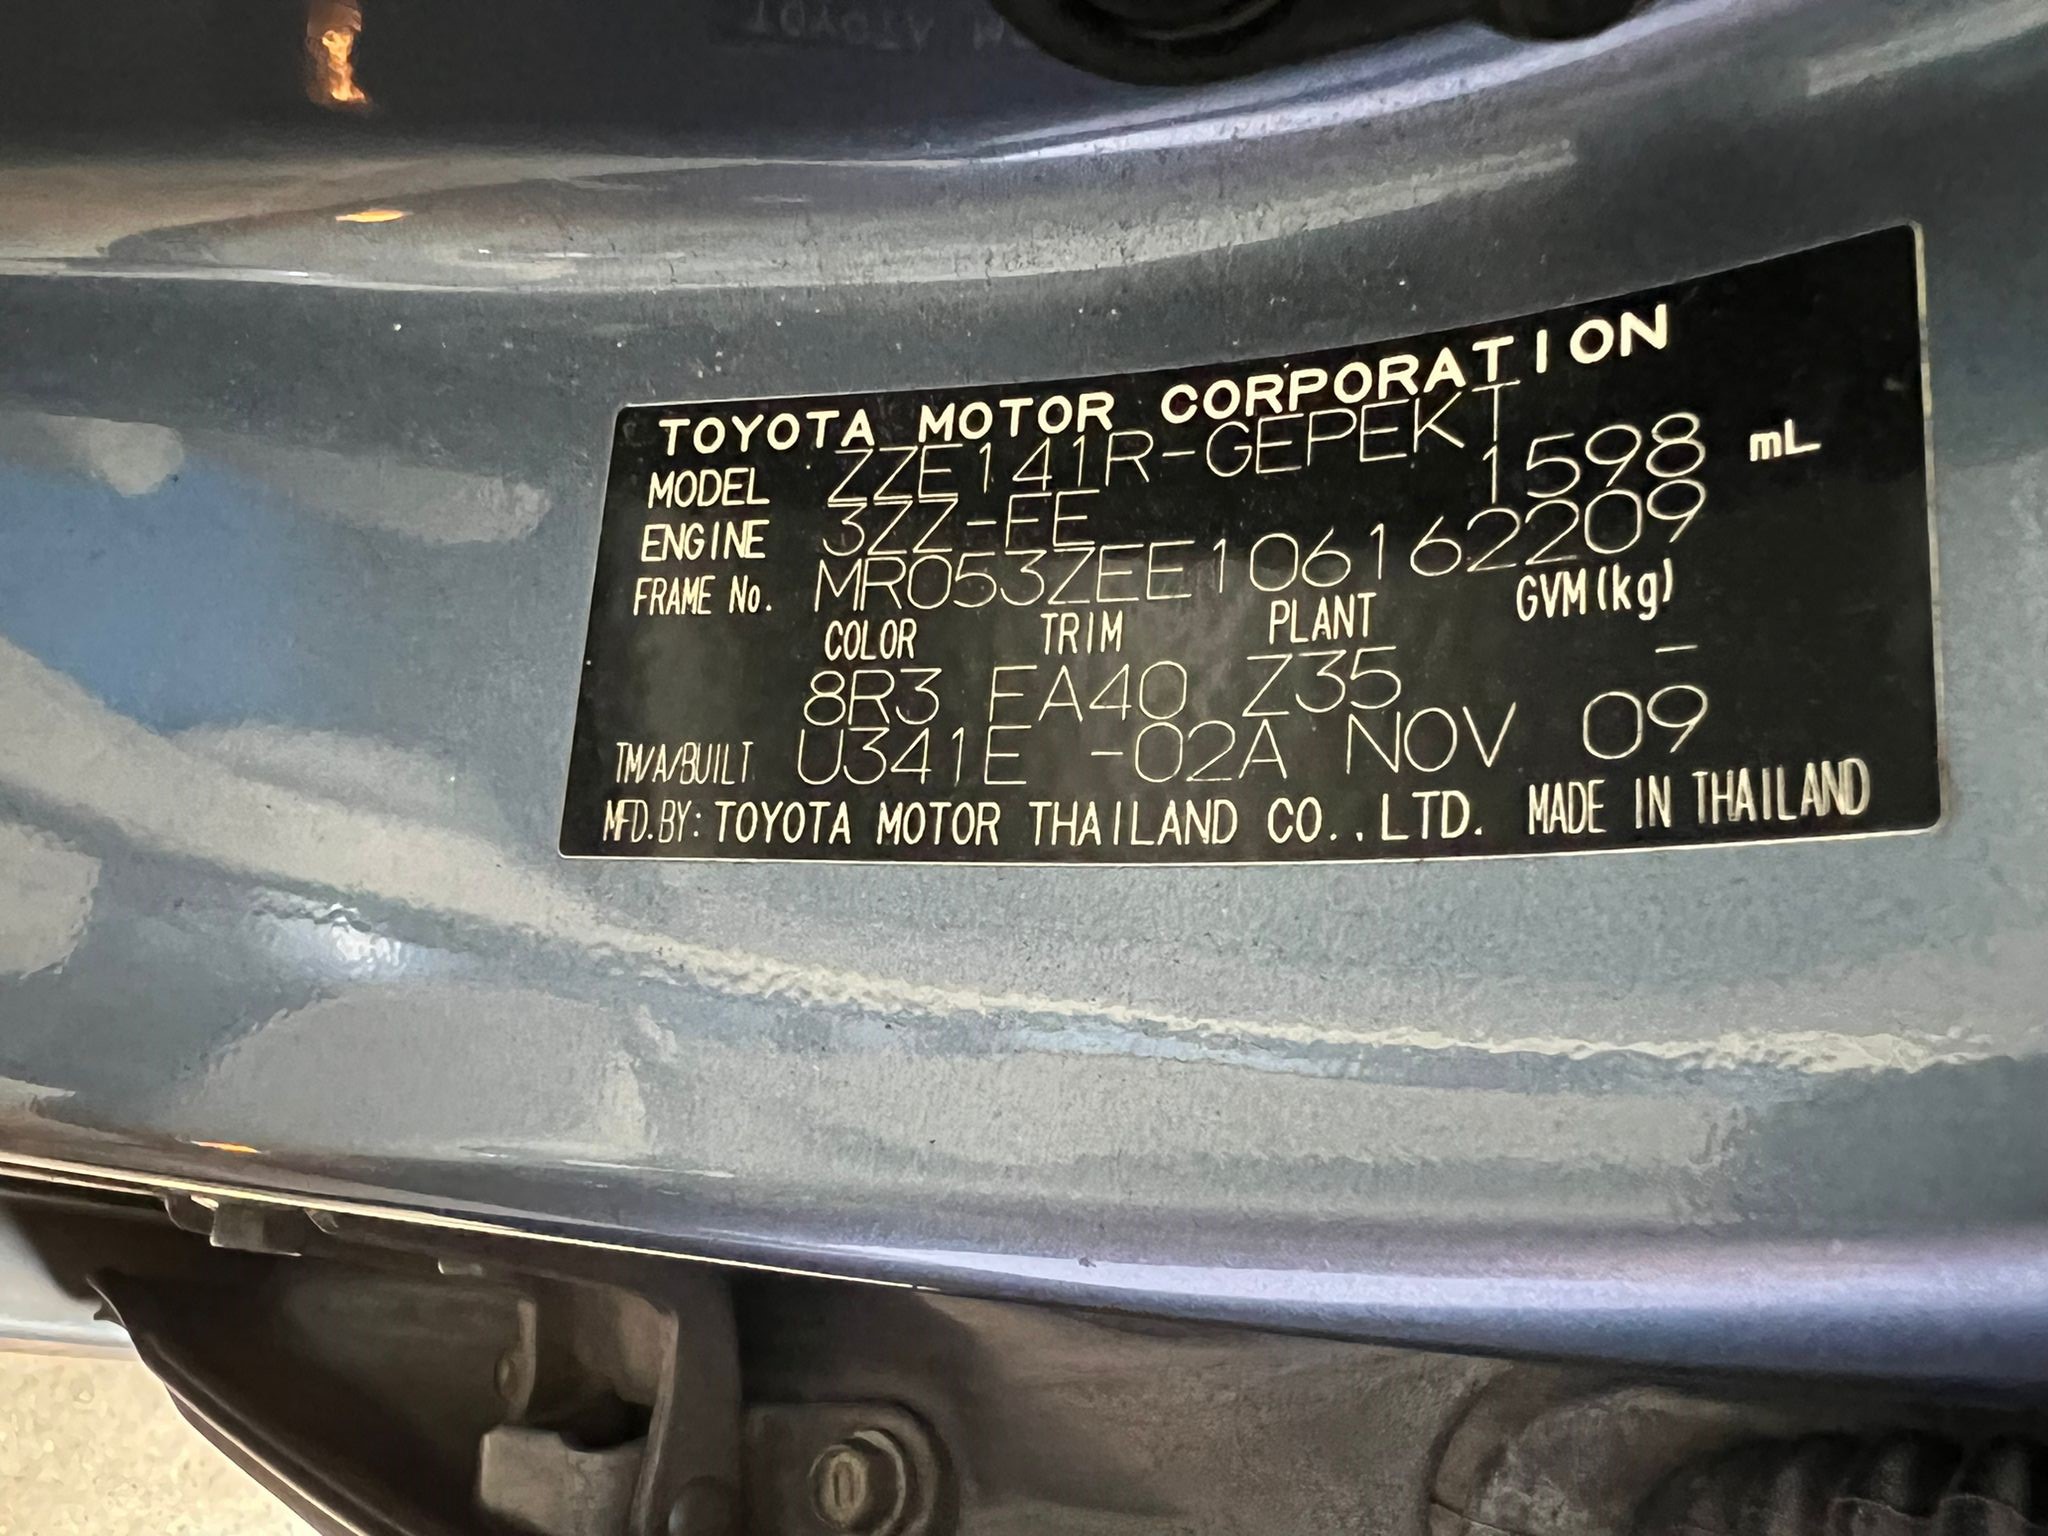 TOYOTA MOTOR CORPORATION
MODEL ZZE141R-GEPEKT
ENGINE 3ZZ-FE 1598 mL
FRAME No. MR053ZEE106162209
COLOR TRIM PLANT GVM(kg)
8R3 FA40 Z35 –
TM/A/BUILT U341E -02A NOV 09
MFD.BY: TOYOTA MOTOR THAILAND CO.,LTD. MADE IN THAILAND